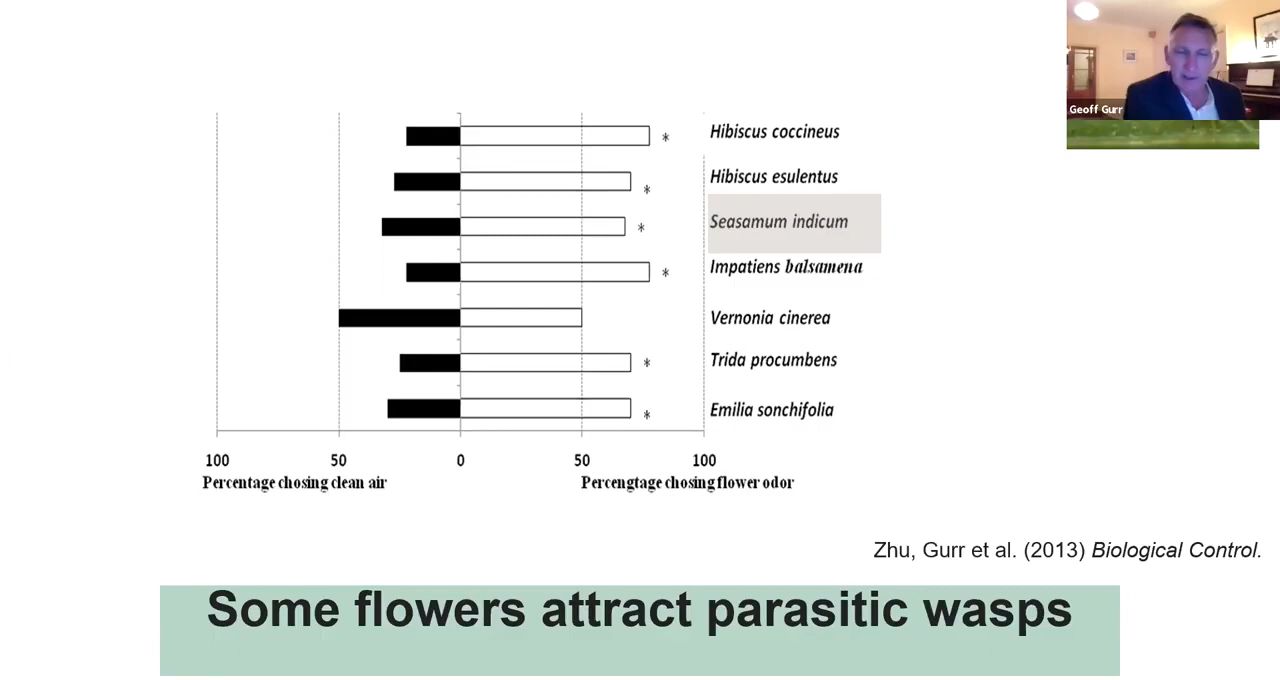 Geoff Gurr
Hibiscus coccineus
*
Hibiscus esulentus
*
Seasamum indicum
*
Impatiens balsamena
*
Vernonia cinerea
Trida procumbens
*
Emilia sonchifolia
*
100 50 0 50 100
Percentage chosing clean air Percengtage chosing flower odor
Zhu, Gurr et al. (2013) Biological Control.
Some flowers attract parasitic wasps